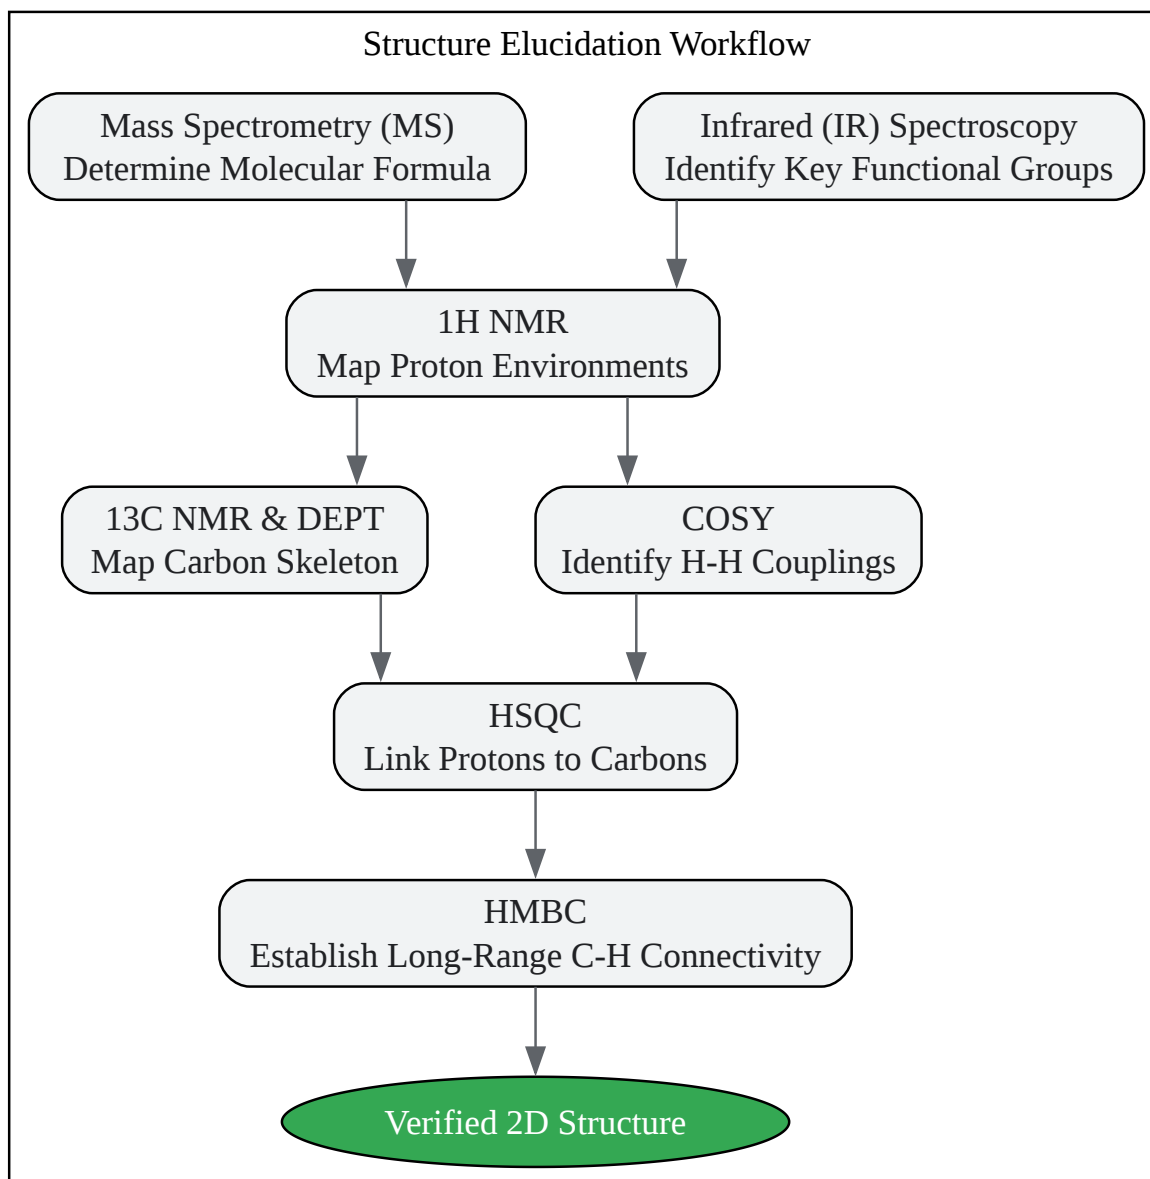 Structure Elucidation Workflow
Mass Spectrometry (MS)
Determine Molecular Formula
Infrared (IR) Spectroscopy
Identify Key Functional Groups
1H NMR
Map Proton Environments
13C NMR & DEPT
Map Carbon Skeleton
COSY
Identify H-H Couplings
HSQC
Link Protons to Carbons
HMBC
Establish Long-Range C-H Connectivity
Verified 2D Structure